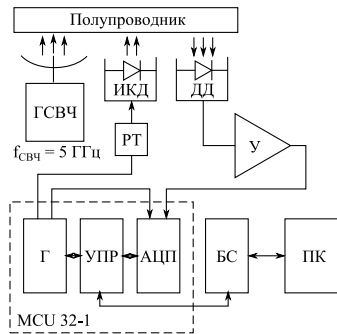 Полупроводник
ГСВЧ
ИКД
ДД
f_СВЧ = 5 ГГц
РТ
У
Г
УПР
АЦП
БС
ПК
MCU 32-1